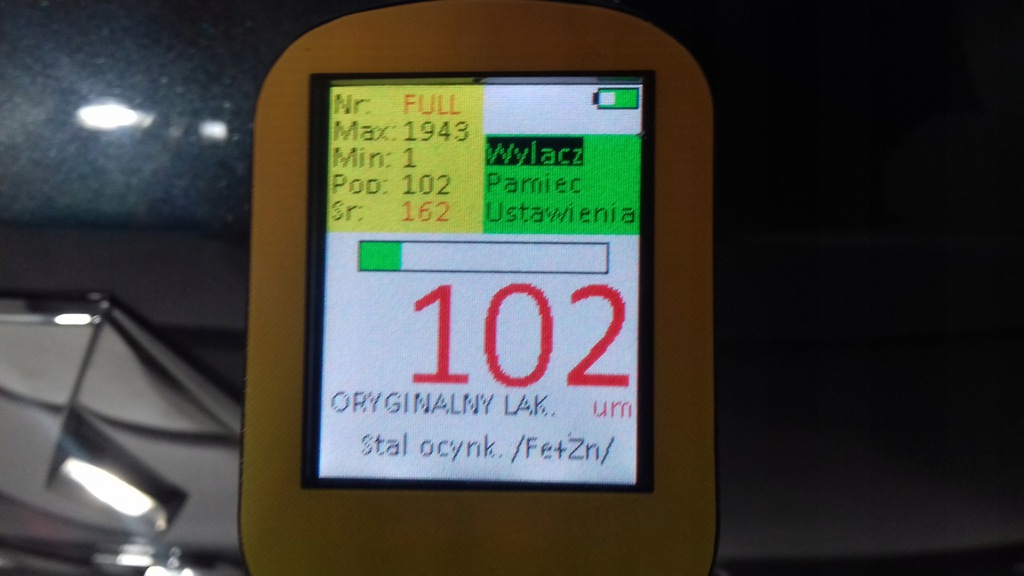 Nr: FULL
Max: 1943
Min: 1
Pop: 102
Sr: 162
Wylacz
Pamiec
Ustawienia
102
ORYGINALNY LAK. um
Stal ocynk. /Fe+Zn/